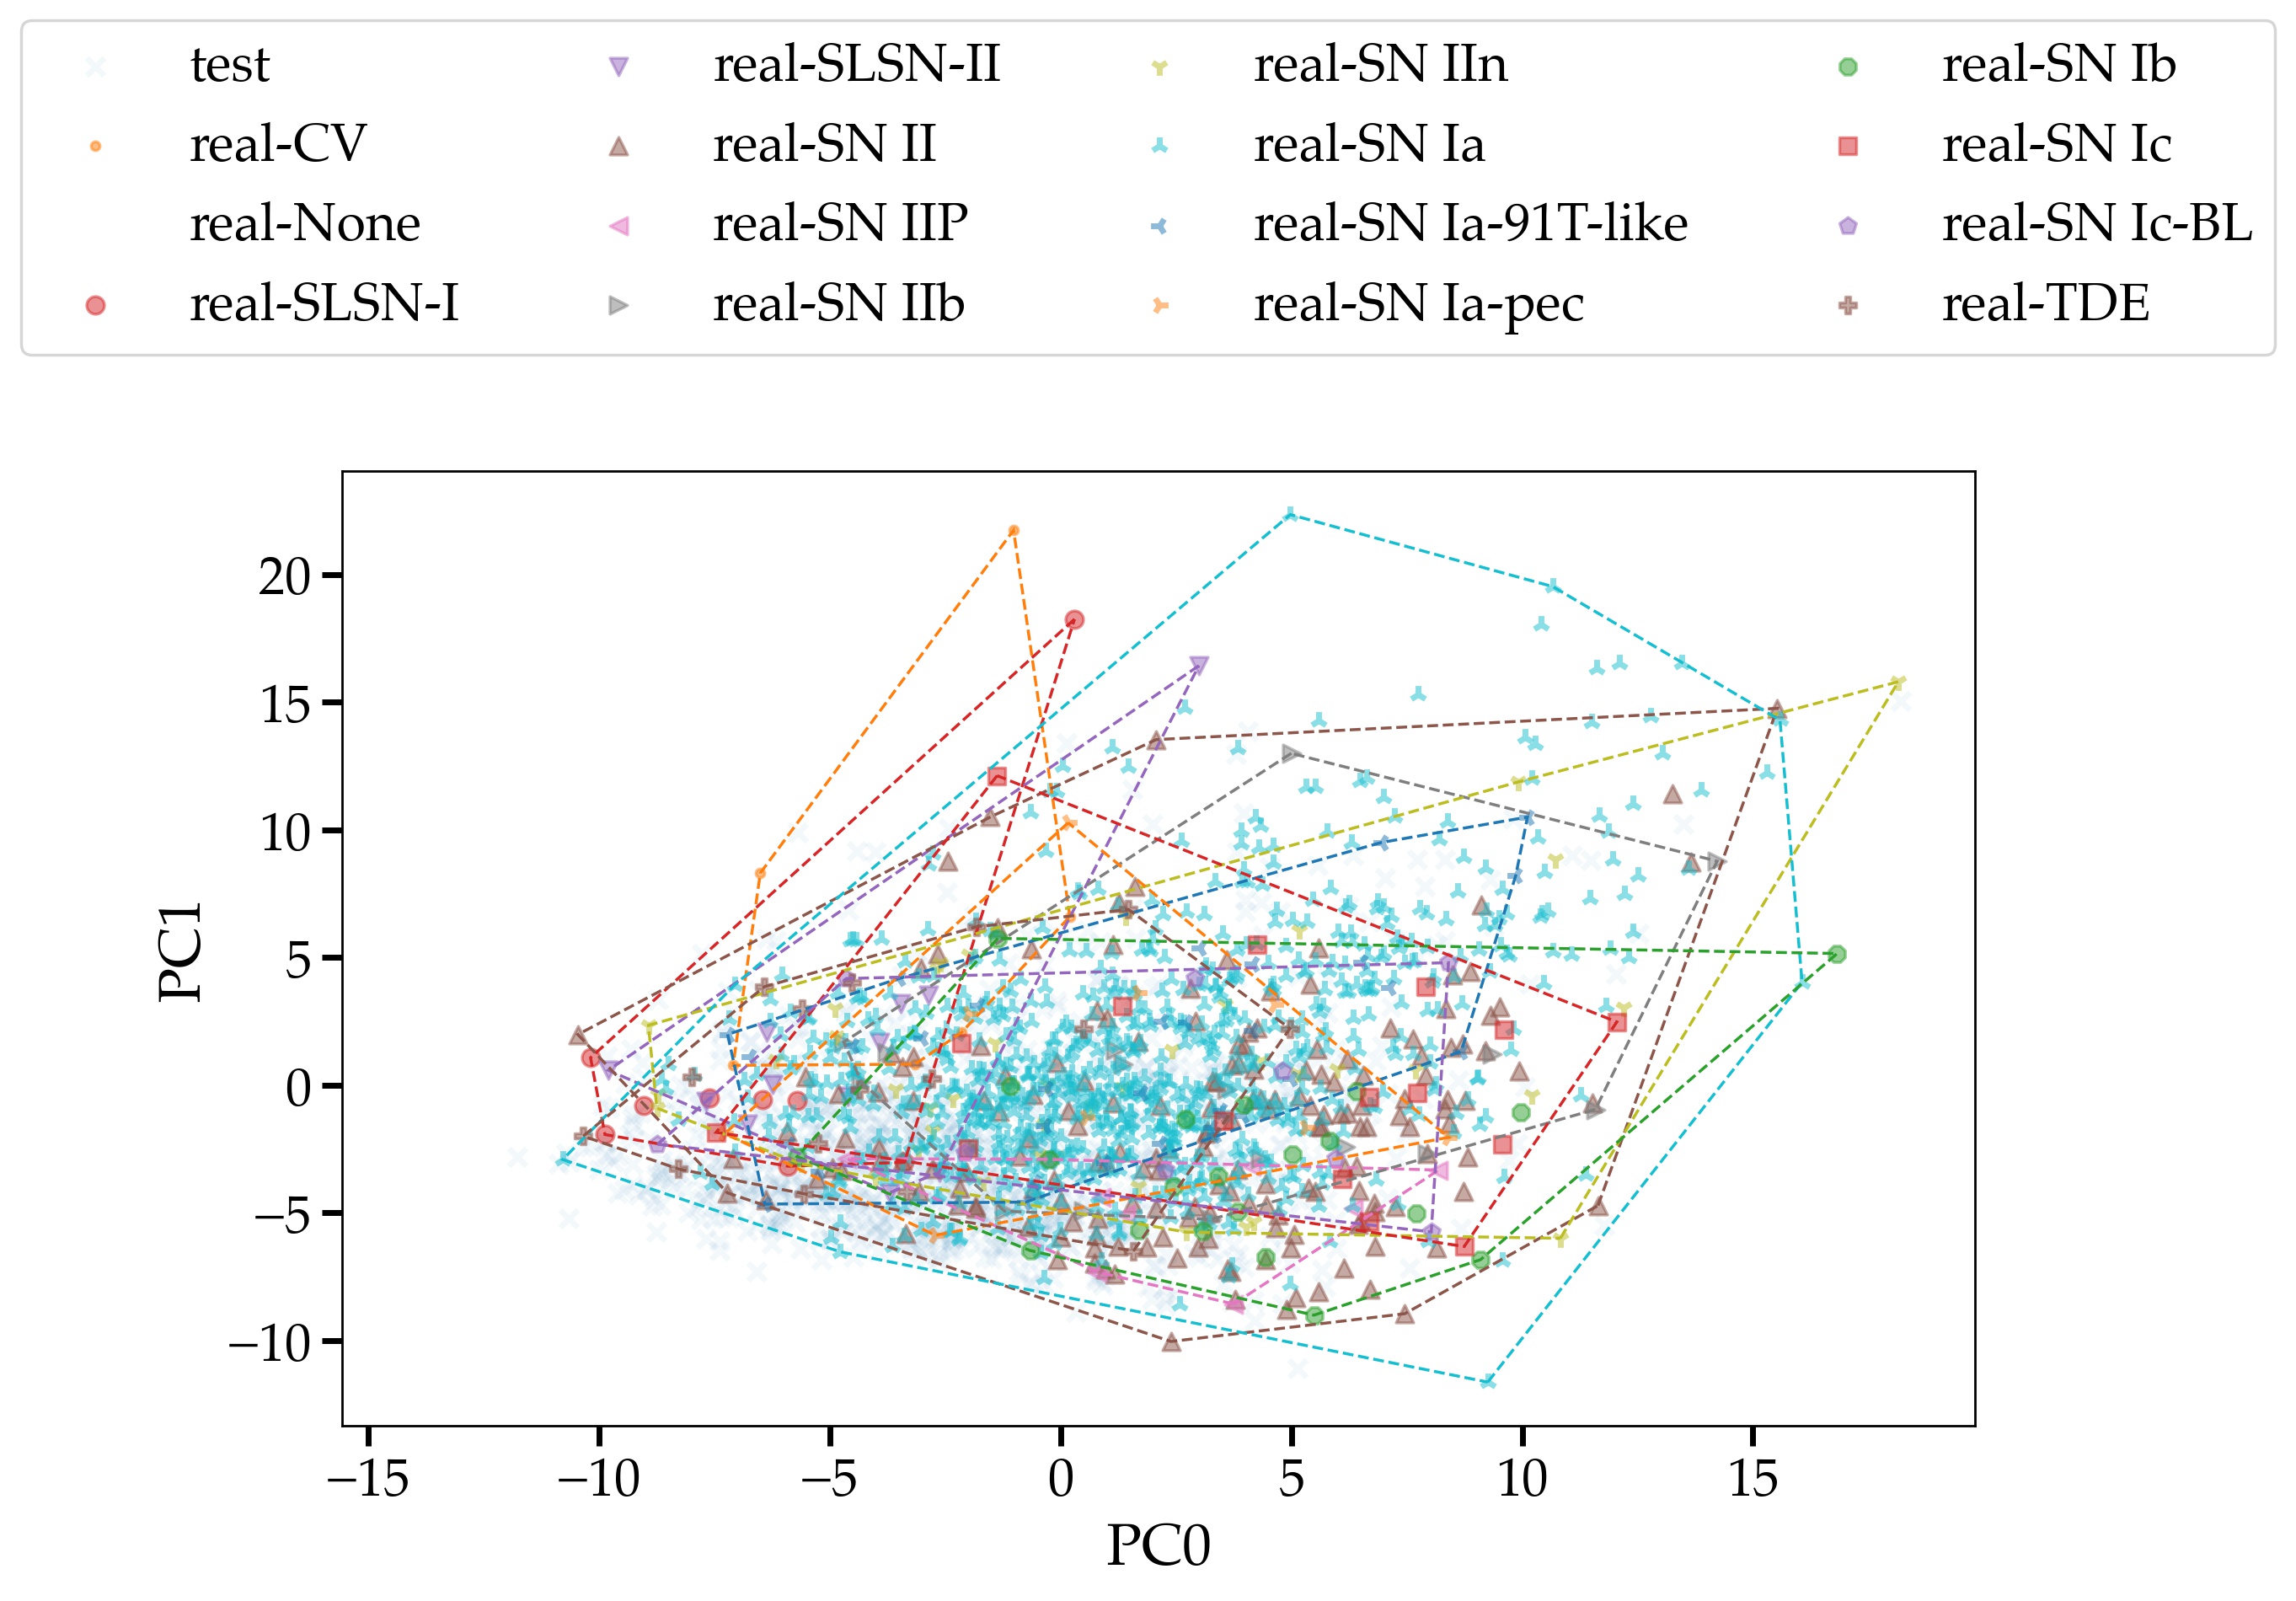 test
real-CV
real-None
real-SLSN-I
real-SLSN-II
real-SN II
real-SN IIP
real-SN IIb
real-SN IIn
real-SN Ia
real-SN Ia-91T-like
real-SN Ia-pec
real-SN Ib
real-SN Ic
real-SN Ic-BL
real-TDE
20
15
10
5
0
−5
−10
PC1
−15
−10
−5
0
5
10
15
PC0